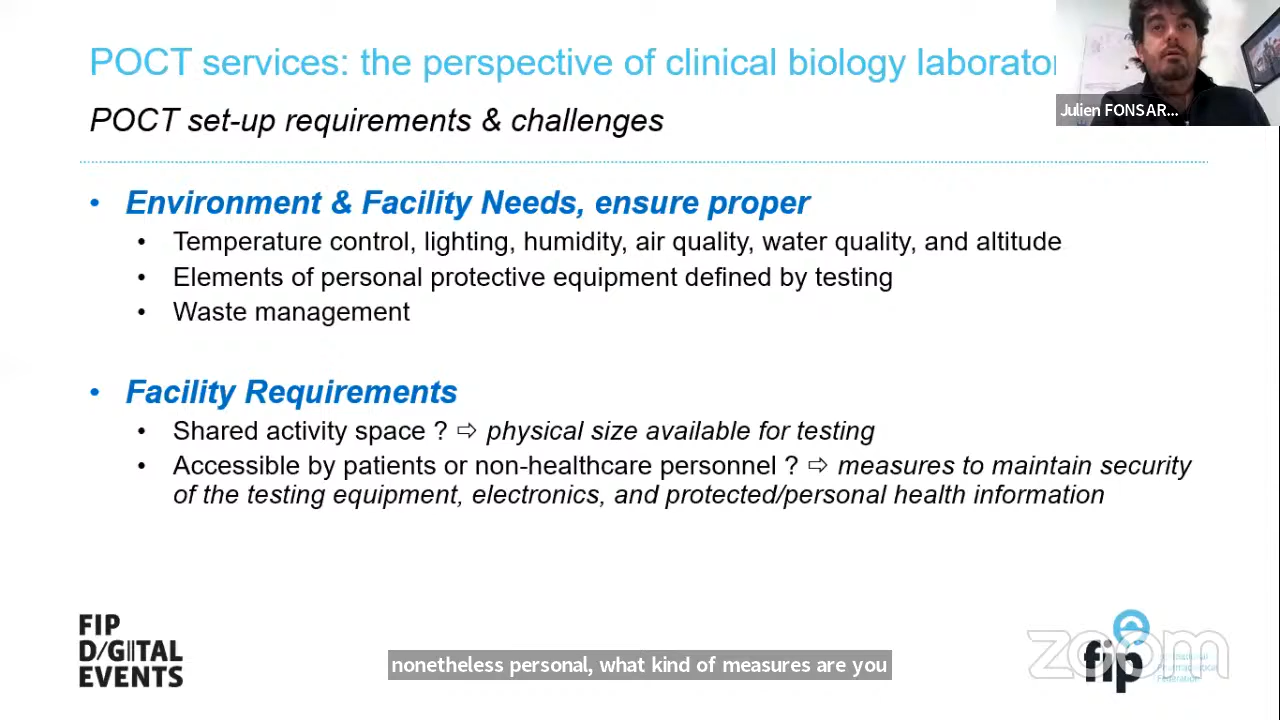 POCT services: the perspective of clinical biology laborator
POCT set-up requirements & challenges
Julien FONSAR...
• Environment & Facility Needs, ensure proper
• Temperature control, lighting, humidity, air quality, water quality, and altitude
• Elements of personal protective equipment defined by testing
• Waste management
• Facility Requirements
• Shared activity space ? ⇨ physical size available for testing
• Accessible by patients or non-healthcare personnel ? ⇨ measures to maintain security
of the testing equipment, electronics, and protected/personal health information
FIP
D/G|TAL
EVENTS
nonetheless personal, what kind of measures are you
zoom
fip
Pharmaceutical
Federation